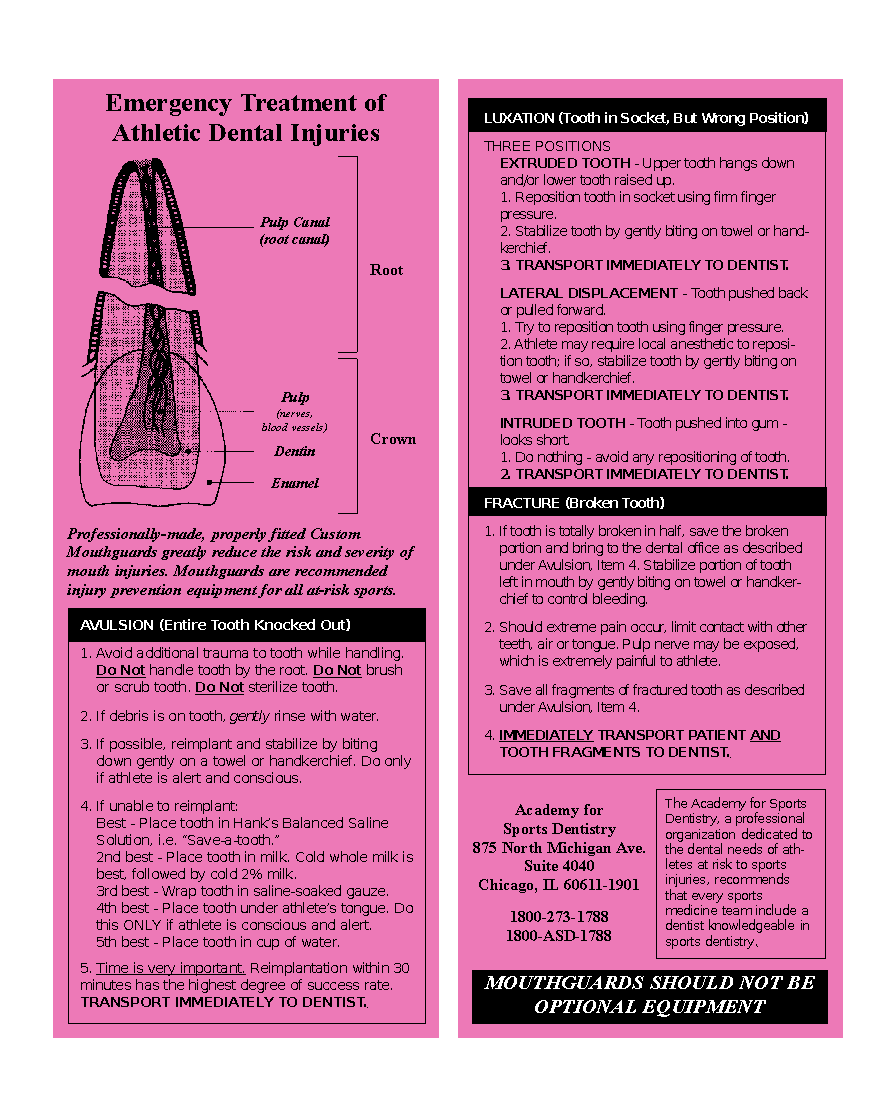 Emergency Treatment of
Athletic Dental Injuries
Pulp Canal
(root canal)
Root
Pulp
(nerves,
blood vessels)
Crown
Dentin
Enamel
Professionally-made, properly fitted Custom
Mouthguards greatly reduce the risk and severity of
mouth injuries. Mouthguards are recommended
injury prevention equipment for all at-risk sports.
AVULSION (Entire Tooth Knocked Out)
1. Avoid additional trauma to tooth while handling.
Do Not handle tooth by the root. Do Not brush
or scrub tooth. Do Not sterilize tooth.
2. If debris is on tooth, gently rinse with water.
3. If possible, reimplant and stabilize by biting
down gently on a towel or handkerchief. Do only
if athlete is alert and conscious.
4. If unable to reimplant:
Best - Place tooth in Hank's Balanced Saline
Solution, i.e. "Save-a-tooth."
2nd best - Place tooth in milk. Cold whole milk is
best, followed by cold 2% milk.
3rd best - Wrap tooth in saline-soaked gauze.
4th best - Place tooth under athlete's tongue. Do
this ONLY if athlete is conscious and alert.
5th best - Place tooth in cup of water.
5. Time is very important. Reimplantation within 30
minutes has the highest degree of success rate.
TRANSPORT IMMEDIATELY TO DENTIST.
LUXATION (Tooth in Socket, But Wrong Position)
THREE POSITIONS
EXTRUDED TOOTH - Upper tooth hangs down
and/or lower tooth raised up.
1. Reposition tooth in socket using firm finger
pressure.
2. Stabilize tooth by gently biting on towel or hand-
kerchief.
3. TRANSPORT IMMEDIATELY TO DENTIST.
LATERAL DISPLACEMENT - Tooth pushed back
or pulled forward.
1. Try to reposition tooth using finger pressure.
2. Athlete may require local anesthetic to reposi-
tion tooth; if so, stabilize tooth by gently biting on
towel or handkerchief.
3. TRANSPORT IMMEDIATELY TO DENTIST.
INTRUDED TOOTH - Tooth pushed into gum -
looks short.
1. Do nothing - avoid any repositioning of tooth.
2. TRANSPORT IMMEDIATELY TO DENTIST.
FRACTURE (Broken Tooth)
1. If tooth is totally broken in half, save the broken
portion and bring to the dental office as described
under Avulsion, Item 4. Stabilize portion of tooth
left in mouth by gently biting on towel or handker-
chief to control bleeding.
2. Should extreme pain occur, limit contact with other
teeth, air or tongue. Pulp nerve may be exposed,
which is extremely painful to athlete.
3. Save all fragments of fractured tooth as described
under Avulsion, Item 4.
4. IMMEDIATELY TRANSPORT PATIENT AND
TOOTH FRAGMENTS TO DENTIST.
Academy for
Sports Dentistry
875 North Michigan Ave.
Suite 4040
Chicago, IL 60611-1901
1800-273-1788
1800-ASD-1788
The Academy for Sports
Dentistry, a professional
organization dedicated to
the dental needs of ath-
letes at risk to sports
injuries, recommends
that every sports
medicine team include a
dentist knowledgeable in
sports dentistry.
MOUTHGUARDS SHOULD NOT BE
OPTIONAL EQUIPMENT